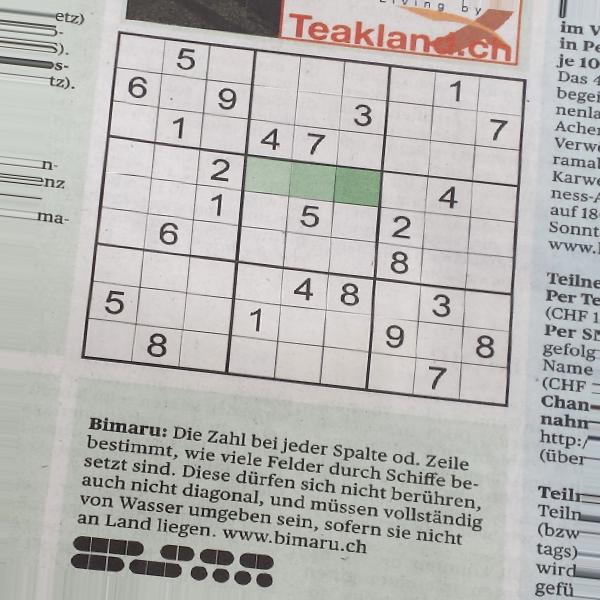 etz)
5-
).
s-
tz).
n-
enz
ma-
Living by
Teakland.ch
5 1
6 9 3 7
1 4 7
2 4
1 5 2
6 8
4 8 3
5 1 9 8
8 7
Bimaru: Die Zahl bei jeder Spalte od. Zeile
bestimmt, wie viele Felder durch Schiffe be-
setzt sind. Diese dürfen sich nicht berühren,
auch nicht diagonal, und müssen vollständig
von Wasser umgeben sein, sofern sie nicht
an Land liegen. www.bimaru.ch
im V
in P
je 10
Das 4
begei
nenla
Acher
Verwe
ramal
Karwe
ness-A
auf 18
Sonnt
www.
Teilne
Per Te
(CHF 1
Per SM
gefolg
Name
(CHF
Chan
nahn
http:/
(über
Teilr
Teiln
(bzw
tags)
wird
gefü